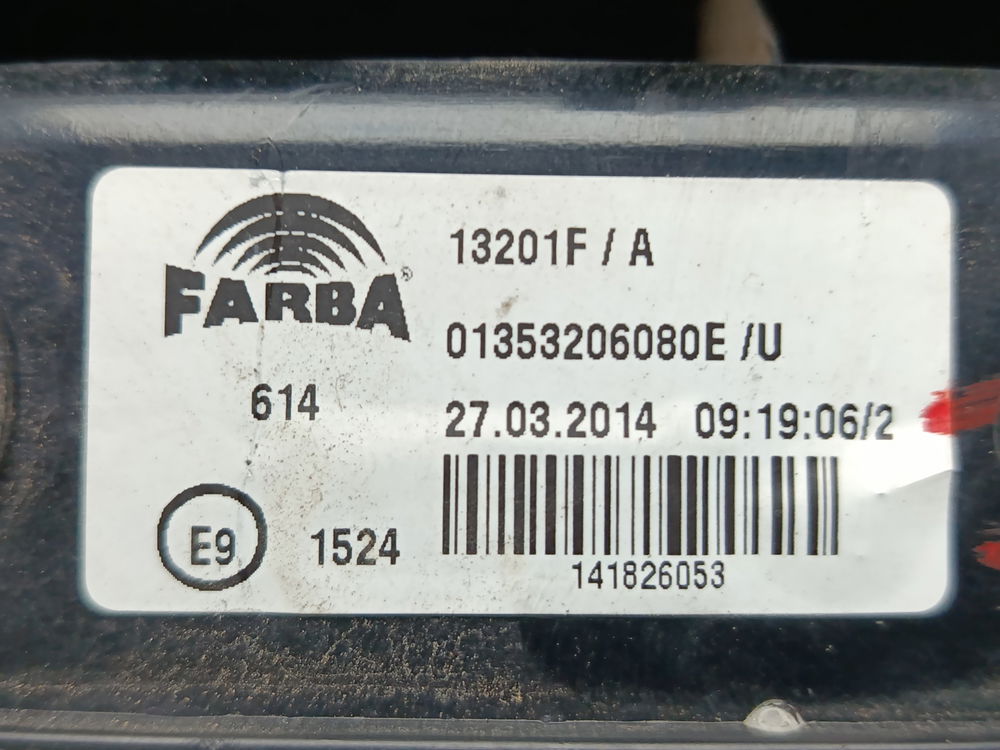 FARBA®
13201F / A
01353206080E /U
614
27.03.2014 09:19:06/2
E9 1524
141826053